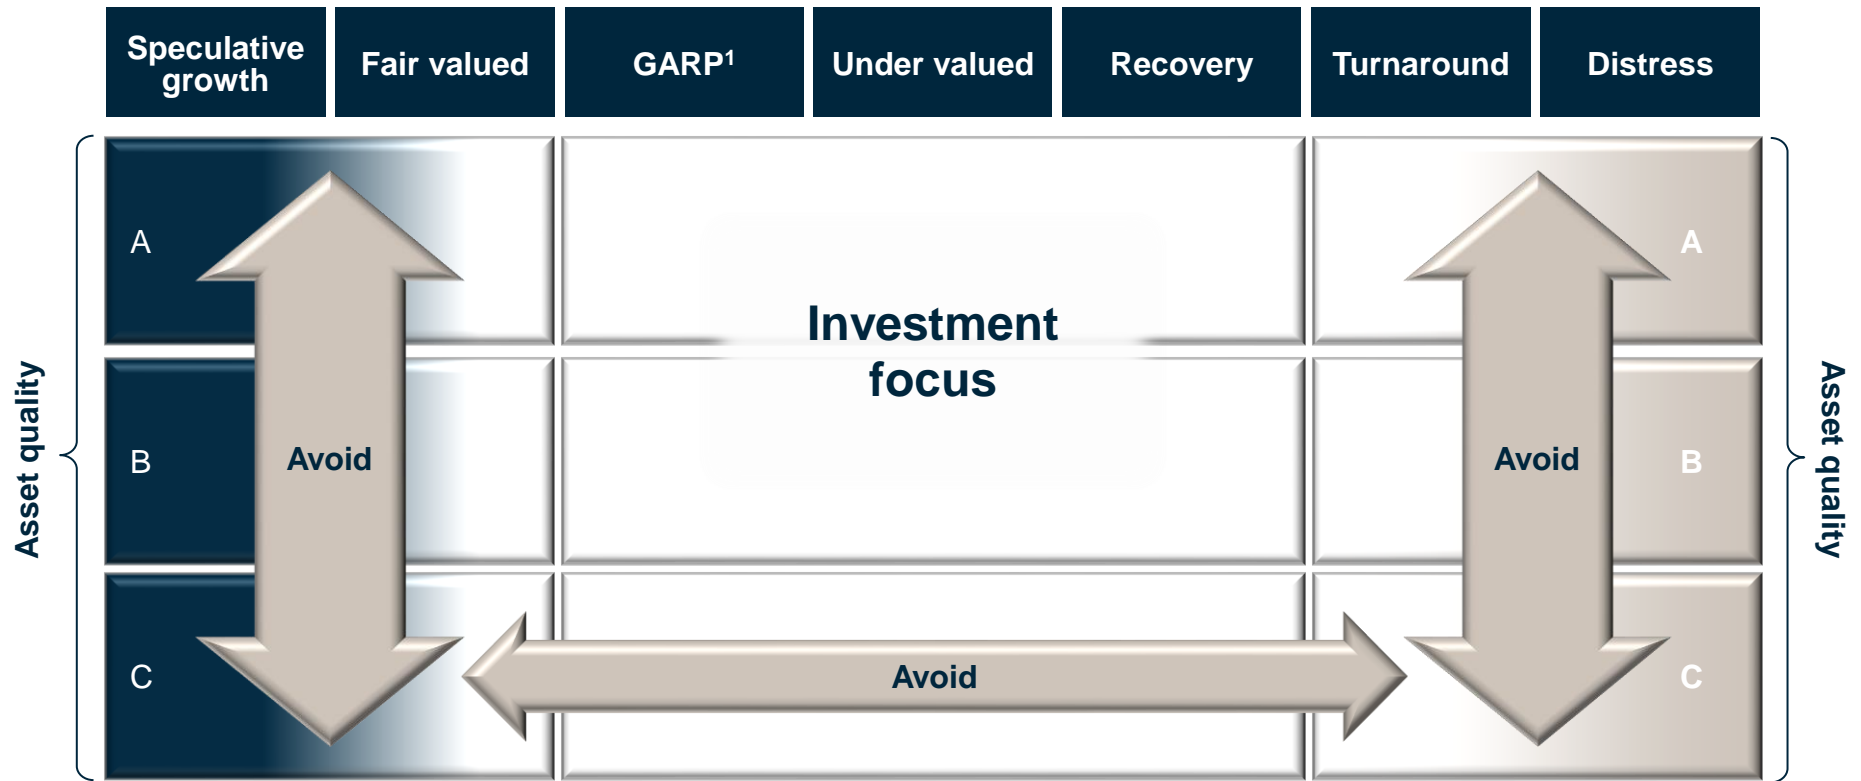 Speculative
growth
Fair valued
GARP¹
Under valued
Recovery
Turnaround
Distress
Asset quality
A
A
Investment
focus
B
Avoid
Avoid
B
C
Avoid
C
Asset quality